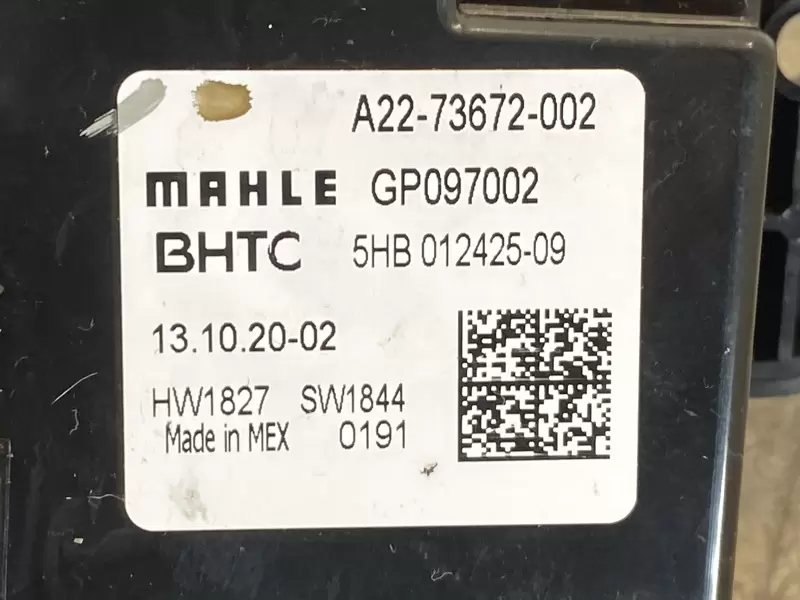 A22-73672-002
MAHLE GP097002
BHTC 5HB 012425-09
13.10.20-02
HW1827 SW1844
Made in MEX 0191